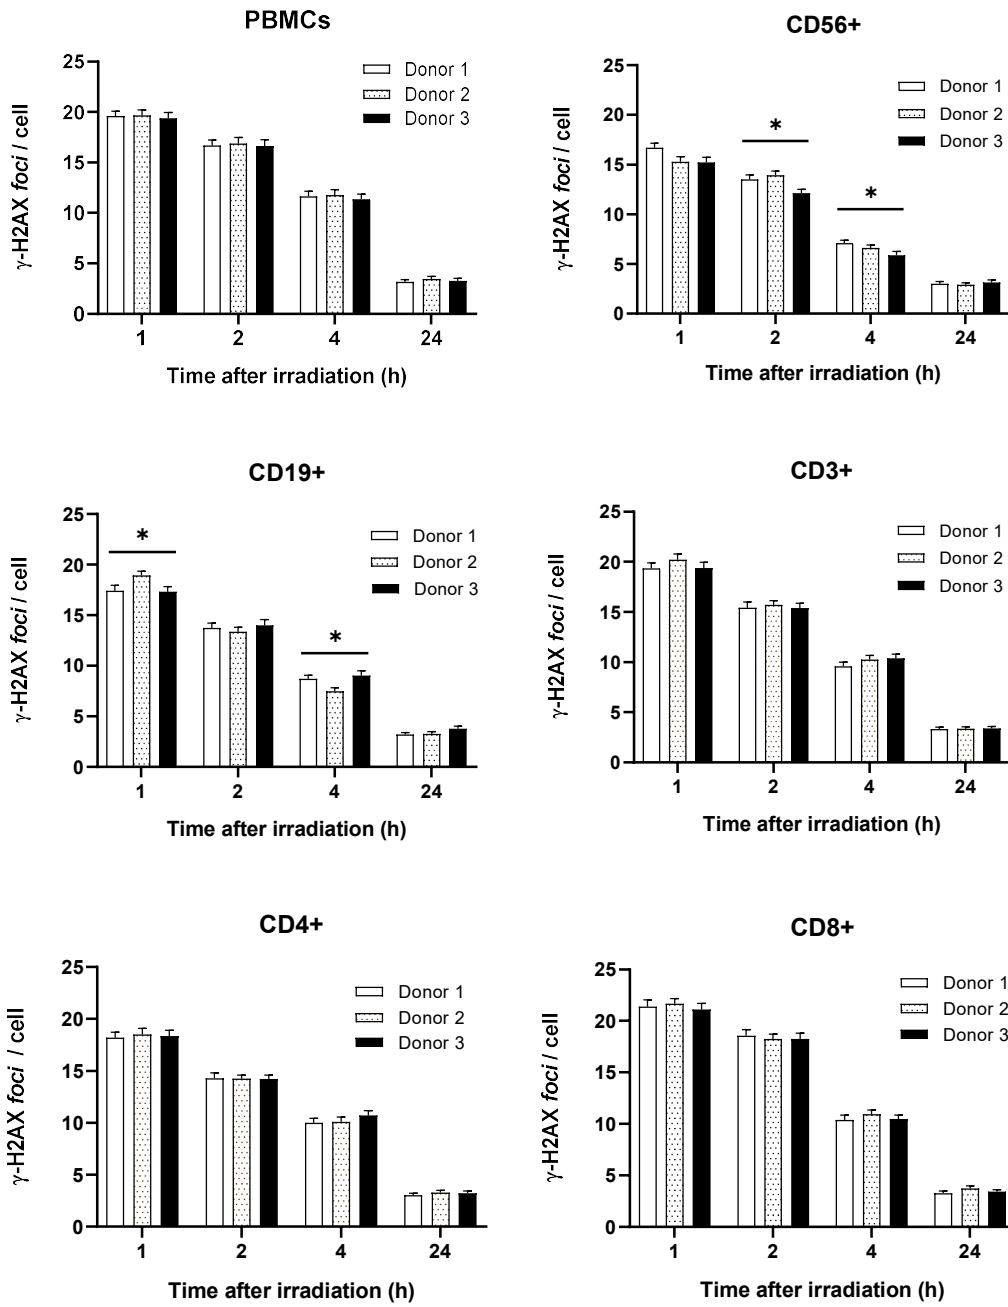 PBMCs
25
20
15
10
5
0
γ-H2AX foci / cell
Donor 1
Donor 2
Donor 3
1 2 4 24
Time after irradiation (h)
CD56+
25
20
15
10
5
0
γ-H2AX foci / cell
Donor 1
Donor 2
Donor 3
*
*
1 2 4 24
Time after irradiation (h)
CD19+
25
20
15
10
5
0
γ-H2AX foci / cell
Donor 1
Donor 2
Donor 3
*
*
1 2 4 24
Time after irradiation (h)
CD3+
25
20
15
10
5
0
γ-H2AX foci / cell
Donor 1
Donor 2
Donor 3
1 2 4 24
Time after irradiation (h)
CD4+
25
20
15
10
5
0
γ-H2AX foci / cell
Donor 1
Donor 2
Donor 3
1 2 4 24
Time after irradiation (h)
CD8+
25
20
15
10
5
0
γ-H2AX foci / cell
Donor 1
Donor 2
Donor 3
1 2 4 24
Time after irradiation (h)